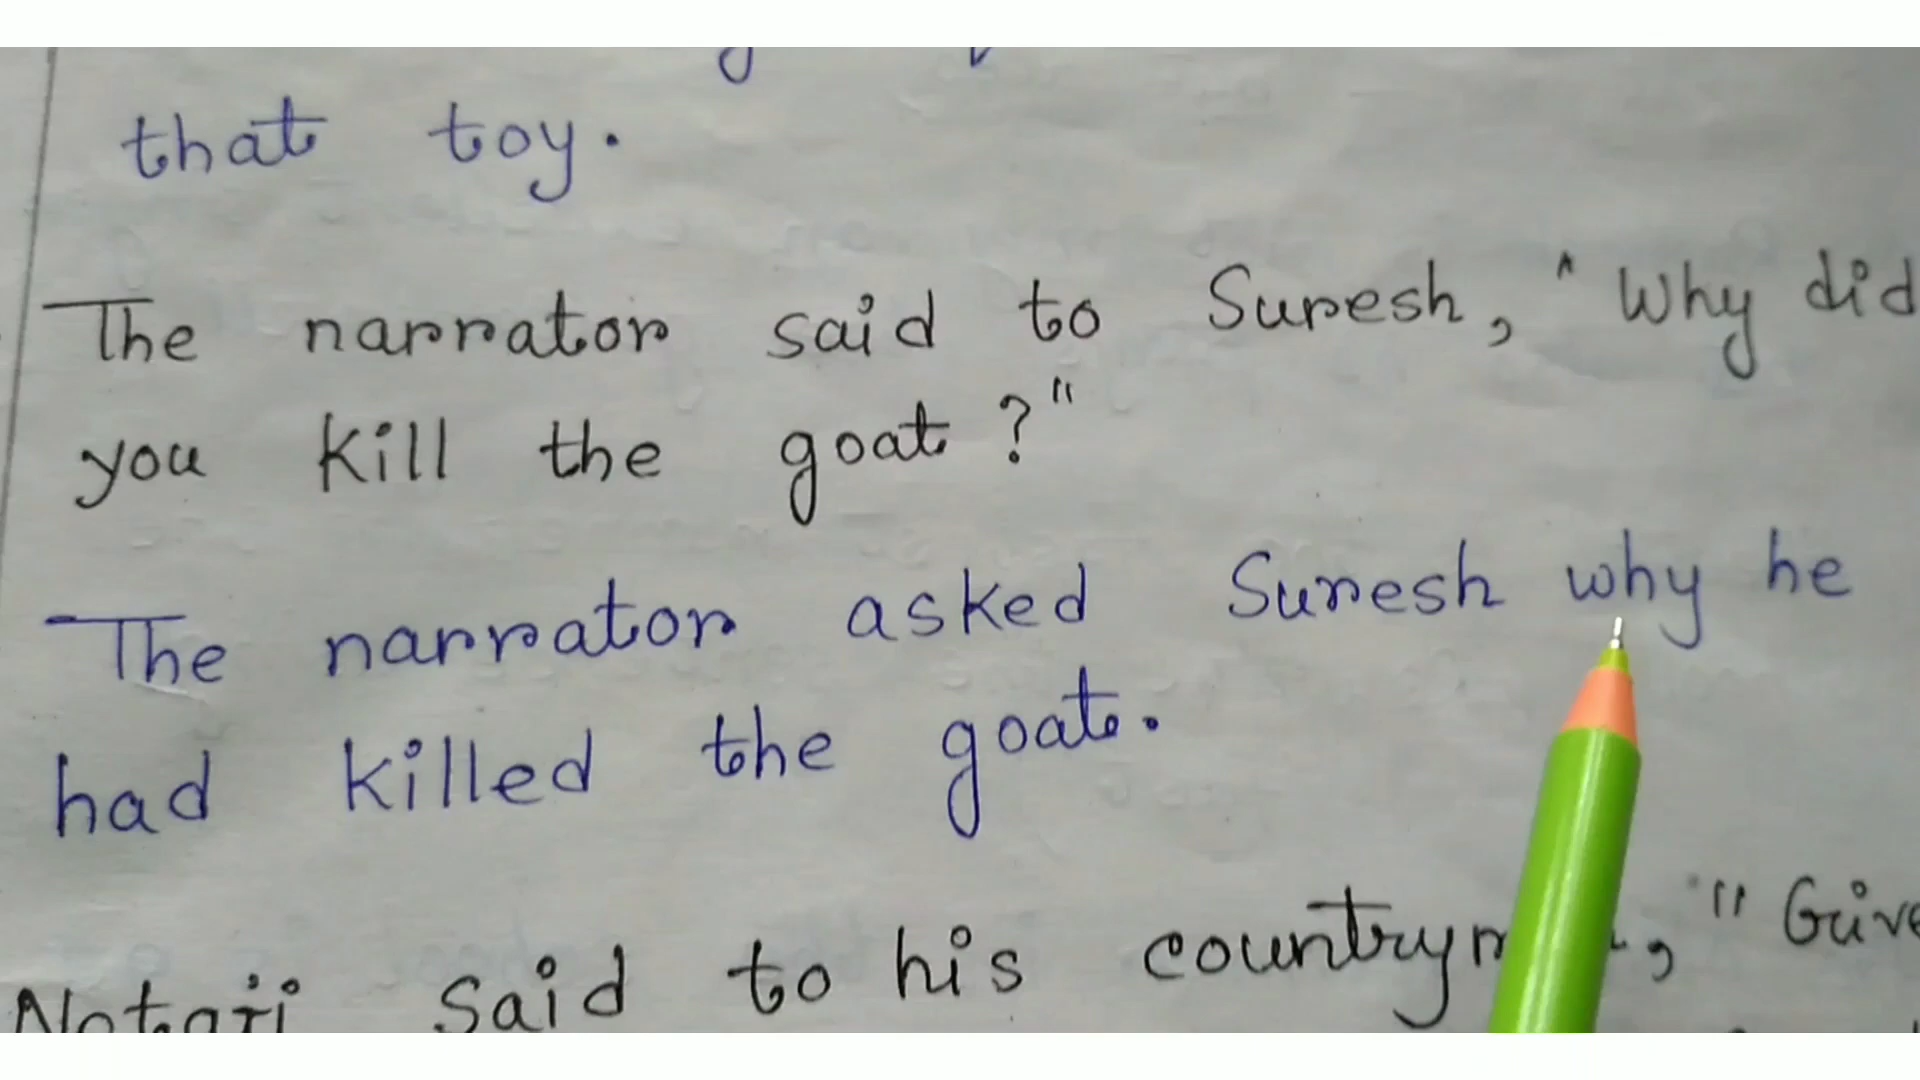 that toy.
The narrator said to Suresh, "Why did
you kill the goat?"
The narrator asked Suresh why he
had killed the goat.
said to his , "Give